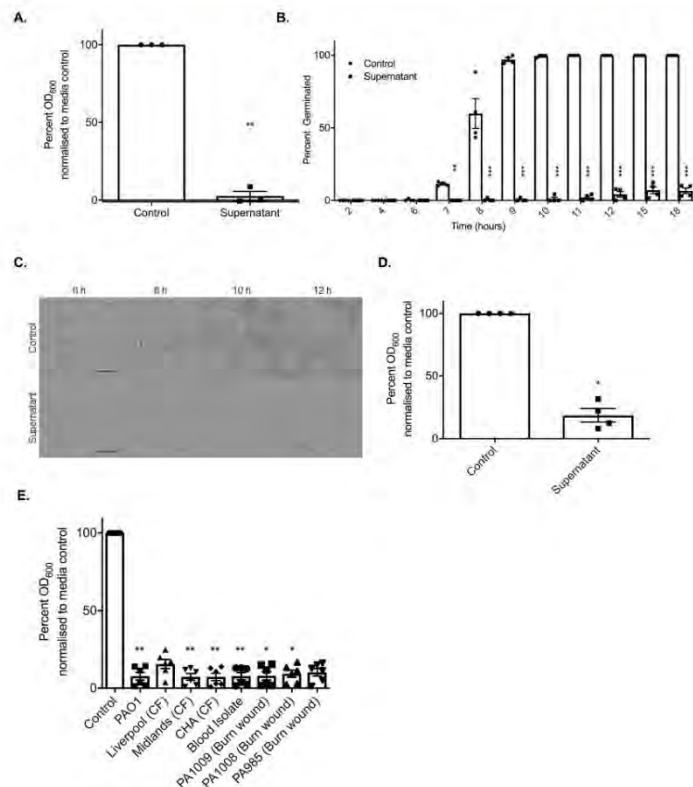 A.
Percent OD600
normalised to media control
100
50
0
**
Control
Supernatant
B.
Percent Germinated
100
50
0
Control
Supernatant
** *** *** *** *** *** *** ***
2 4 6 7 8 9 10 11 12 15 18
Time (hours)
C.
6 h 8 h 10 h 12 h
Control
Supernatant
D.
Percent OD600
normalised to media control
100
50
0
*
Control
Supernatant
E.
Percent OD600
normalised to media control
100
50
0
** ** ** ** * *
Control
PAO1
Liverpool (CF)
Midlands (CF)
CHA (CF)
Blood Isolate
PA1009 (Burn wound)
PA1008 (Burn wound)
PA985 (Burn wound)